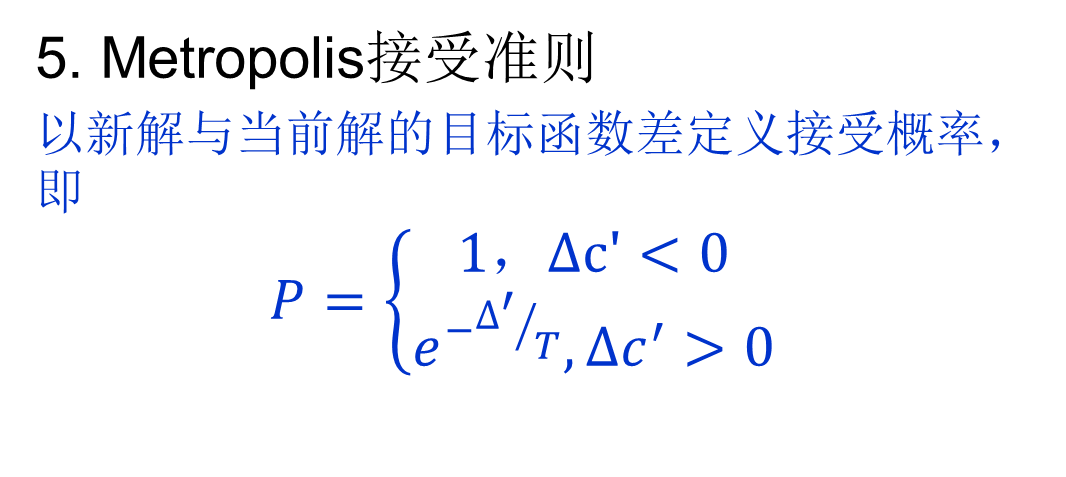 5. Metropolis接受准则
以新解与当前解的目标函数差定义接受概率，
即
P = { 1，Δc' < 0
e^{-Δ′/T}, Δc′ > 0